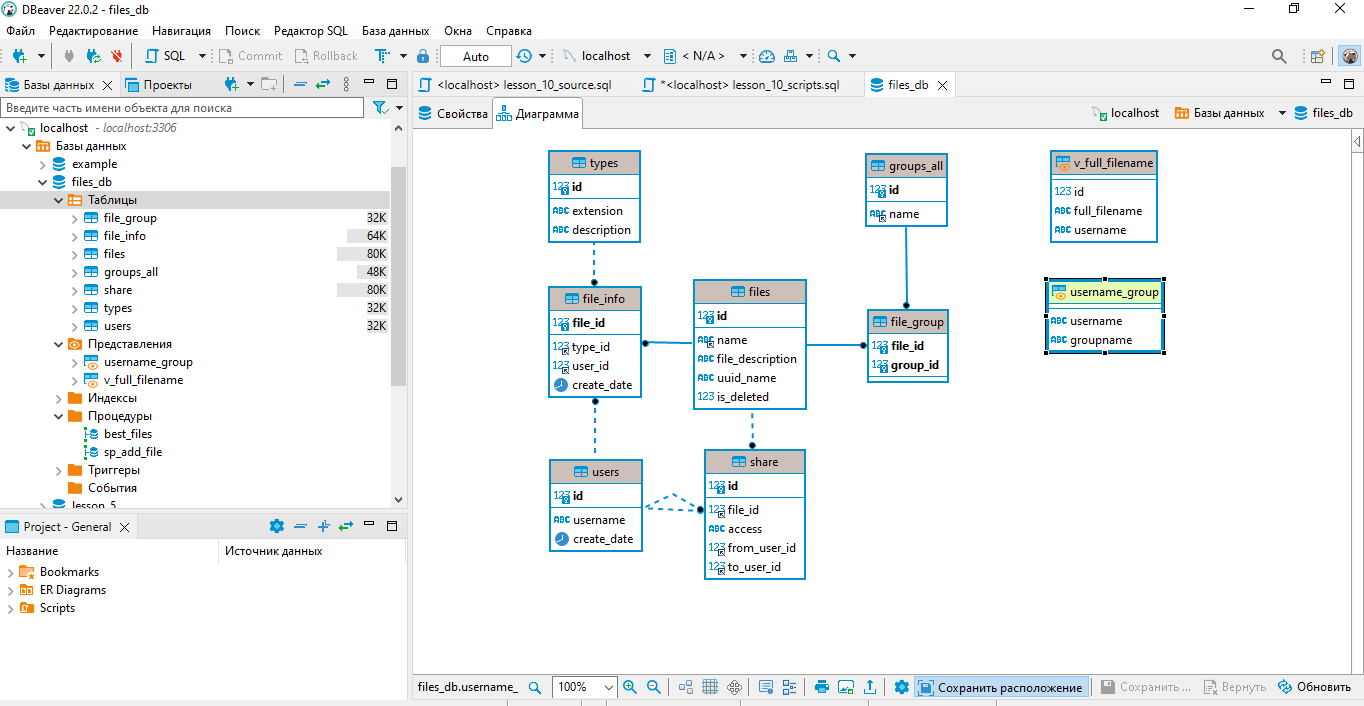 DBeaver 22.0.2 - files_db
Файл Редактирование Навигация Поиск Редактор SQL База данных Окна Справка
SQL Commit Rollback Auto localhost < N/A >
Базы данных Проекты
<localhost> lesson_10_source.sql *<localhost> lesson_10_scripts.sql files_db
Введите часть имени объекта для поиска
Свойства Диаграмма localhost Базы данных files_db
localhost - localhost:3306
Базы данных
example
files_db
Таблицы
file_group 32K
file_info 64K
files 80K
groups_all 48K
share 80K
types 32K
users 32K
Представления
username_group
v_full_filename
Индексы
Процедуры
best_files
sp_add_file
Триггеры
События
lesson_5
Project - General
Название Источник данных
Bookmarks
ER Diagrams
Scripts
types
123 id
ABC extension
ABC description
groups_all
123 id
ABC name
v_full_filename
123 id
ABC full_filename
ABC username
file_info
123 file_id
123 type_id
123 user_id
create_date
files
123 id
ABC name
ABC file_description
ABC uuid_name
123 is_deleted
file_group
123 file_id
123 group_id
username_group
ABC username
ABC groupname
users
123 id
ABC username
create_date
share
123 id
123 file_id
ABC access
123 from_user_id
123 to_user_id
files_db.username_ 100% Сохранить расположение Сохранить ... Вернуть Обновить